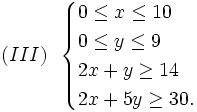 (III) { 0 ≤ x ≤ 10
0 ≤ y ≤ 9
2x + y ≥ 14
2x + 5y ≥ 30.